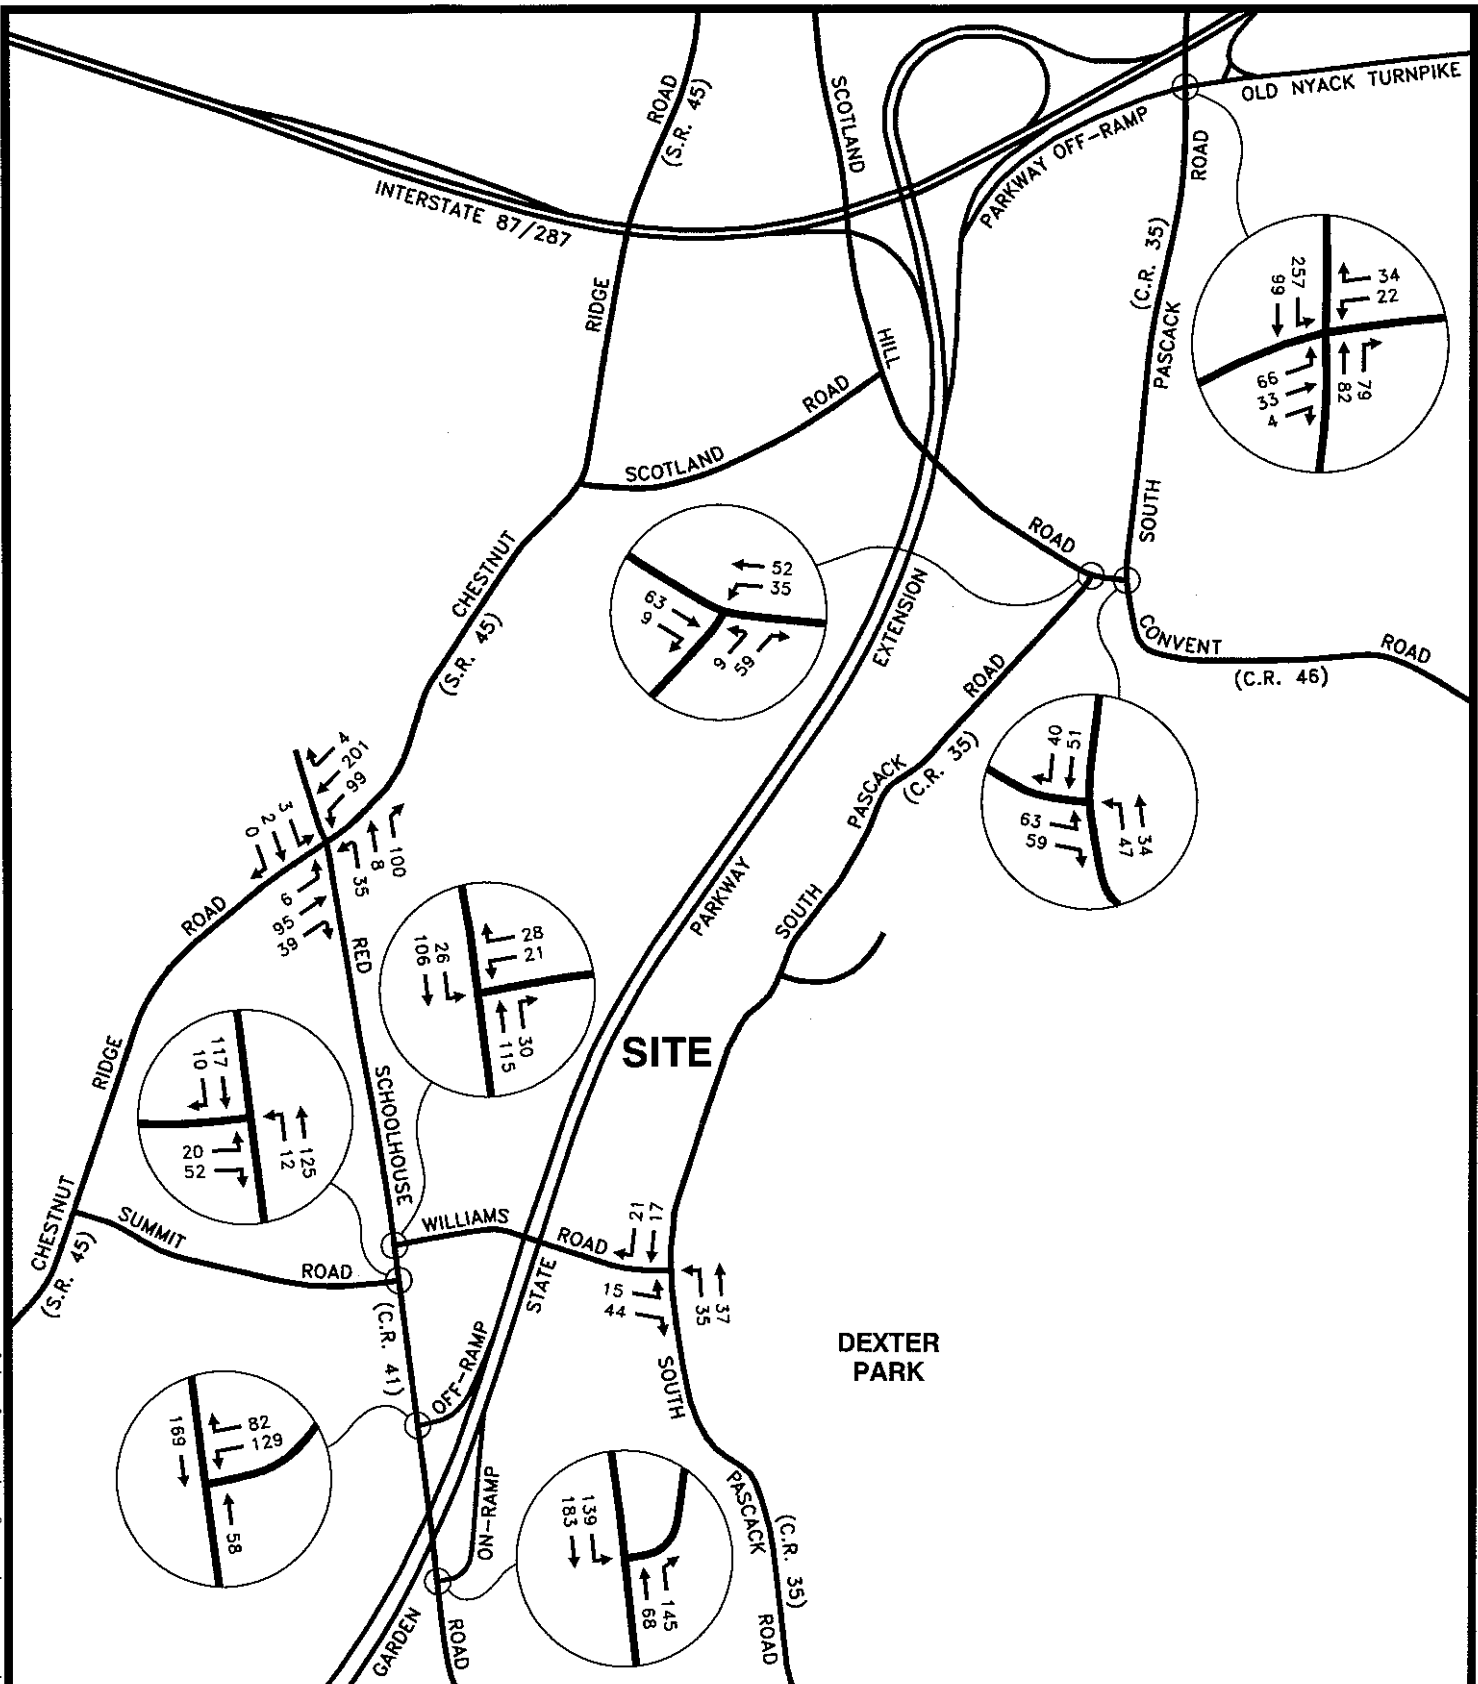 ROAD
(S.R. 45)
SCOTLAND
OLD NYACK TURNPIKE
PARKWAY OFF-RAMP
ROAD
INTERSTATE 87/287
(C.R. 35)
RIDGE
HILL
PASCACK
257
99
34
22
66
33
4
79
82
ROAD
SCOTLAND
SOUTH
ROAD
CHESTNUT
(S.R. 45)
52
35
63
9
9
59
EXTENSION
CONVENT
ROAD
(C.R. 46)
ROAD
PASCACK
(C.R. 35)
40
51
63
59
34
47
4
201
99
3
2
0
100
8
35
6
95
39
ROAD
RED
PARKWAY
SOUTH
106
26
28
21
30
115
SITE
RIDGE
SCHOOLHOUSE
117
10
20
52
125
12
CHESTNUT
(S.R. 45)
SUMMIT
ROAD
WILLIAMS
ROAD
21
17
15
44
35
37
STATE
(C.R. 41)
OFF-RAMP
SOUTH
DEXTER
PARK
169
82
129
58
ON-RAMP
139
183
145
68
PASCACK
(C.R. 35)
ROAD
GARDEN
ROAD